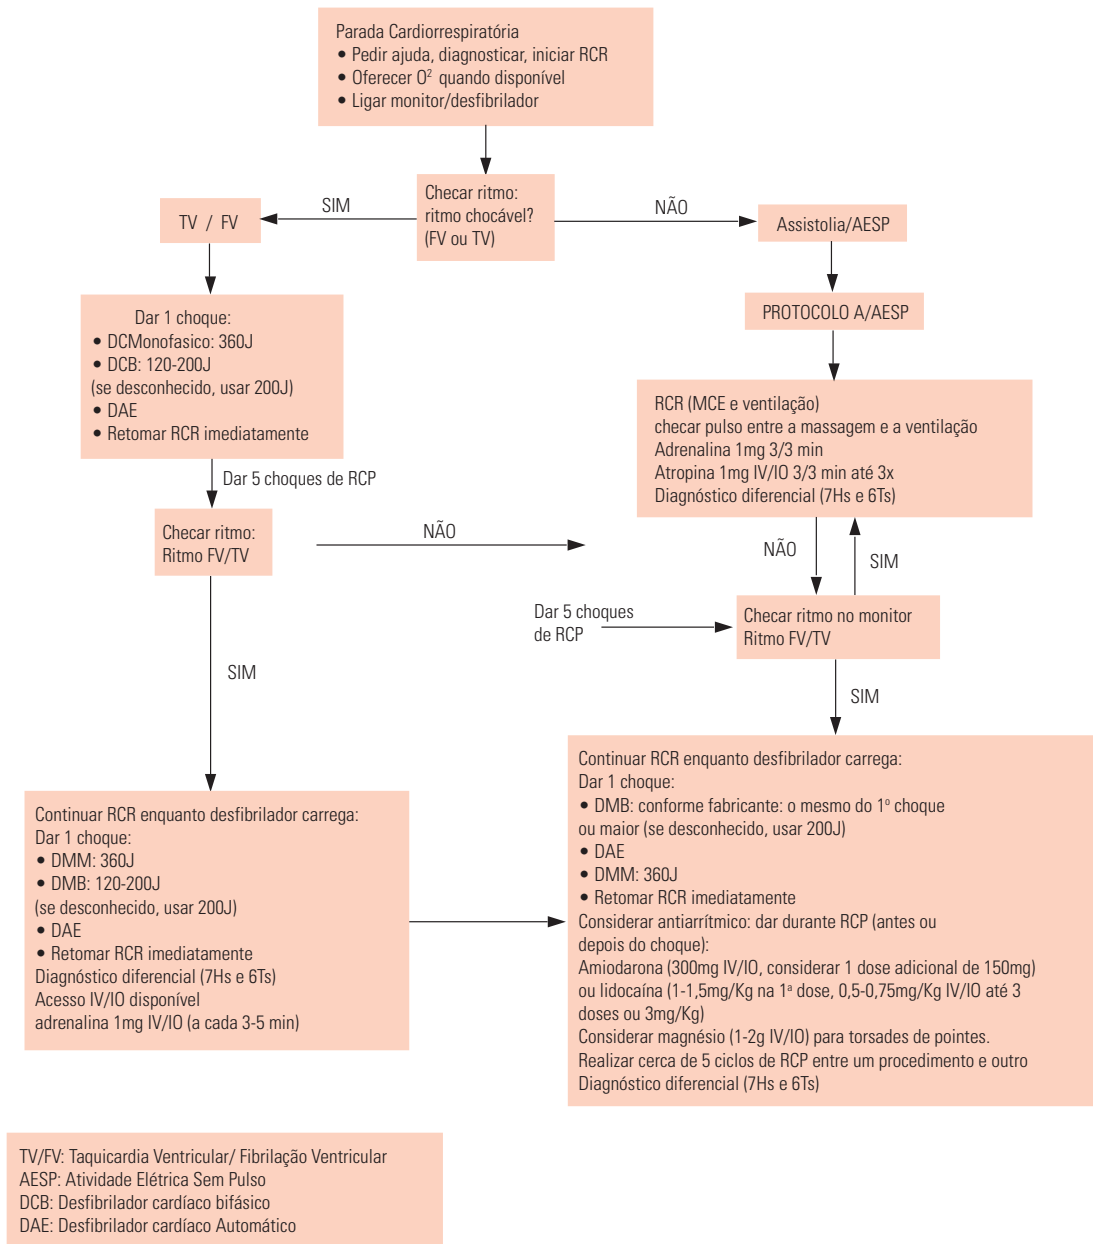 Parada Cardiorrespiratória
• Pedir ajuda, diagnosticar, iniciar RCR
• Oferecer O² quando disponível
• Ligar monitor/desfibrilador
Checar ritmo:
ritmo chocável?
(FV ou TV)
SIM
NÃO
TV / FV
Assistolia/AESP
Dar 1 choque:
• DCMonofasico: 360J
• DCB: 120-200J
(se desconhecido, usar 200J)
• DAE
• Retomar RCR imediatamente
PROTOCOLO A/AESP
RCR (MCE e ventilação)
checar pulso entre a massagem e a ventilação
Adrenalina 1mg 3/3 min
Atropina 1mg IV/IO 3/3 min até 3x
Diagnóstico diferencial (7Hs e 6Ts)
Dar 5 choques de RCP
Checar ritmo:
Ritmo FV/TV
NÃO
NÃO
SIM
Dar 5 choques
de RCP
Checar ritmo no monitor
Ritmo FV/TV
SIM
SIM
Continuar RCR enquanto desfibrilador carrega:
Dar 1 choque:
• DMM: 360J
• DMB: 120-200J
(se desconhecido, usar 200J)
• DAE
• Retomar RCR imediatamente
Diagnóstico diferencial (7Hs e 6Ts)
Acesso IV/IO disponível
adrenalina 1mg IV/IO (a cada 3-5 min)
Continuar RCR enquanto desfibrilador carrega:
Dar 1 choque:
• DMB: conforme fabricante: o mesmo do 1º choque
ou maior (se desconhecido, usar 200J)
• DAE
• DMM: 360J
• Retomar RCR imediatamente
Considerar antiarrítmico: dar durante RCP (antes ou
depois do choque):
Amiodarona (300mg IV/IO, considerar 1 dose adicional de 150mg)
ou lidocaína (1-1,5mg/Kg na 1ª dose, 0,5-0,75mg/Kg IV/IO até 3
doses ou 3mg/Kg)
Considerar magnésio (1-2g IV/IO) para torsades de pointes.
Realizar cerca de 5 ciclos de RCP entre um procedimento e outro
Diagnóstico diferencial (7Hs e 6Ts)
TV/FV: Taquicardia Ventricular/ Fibrilação Ventricular
AESP: Atividade Elétrica Sem Pulso
DCB: Desfibrilador cardíaco bifásico
DAE: Desfibrilador cardíaco Automático